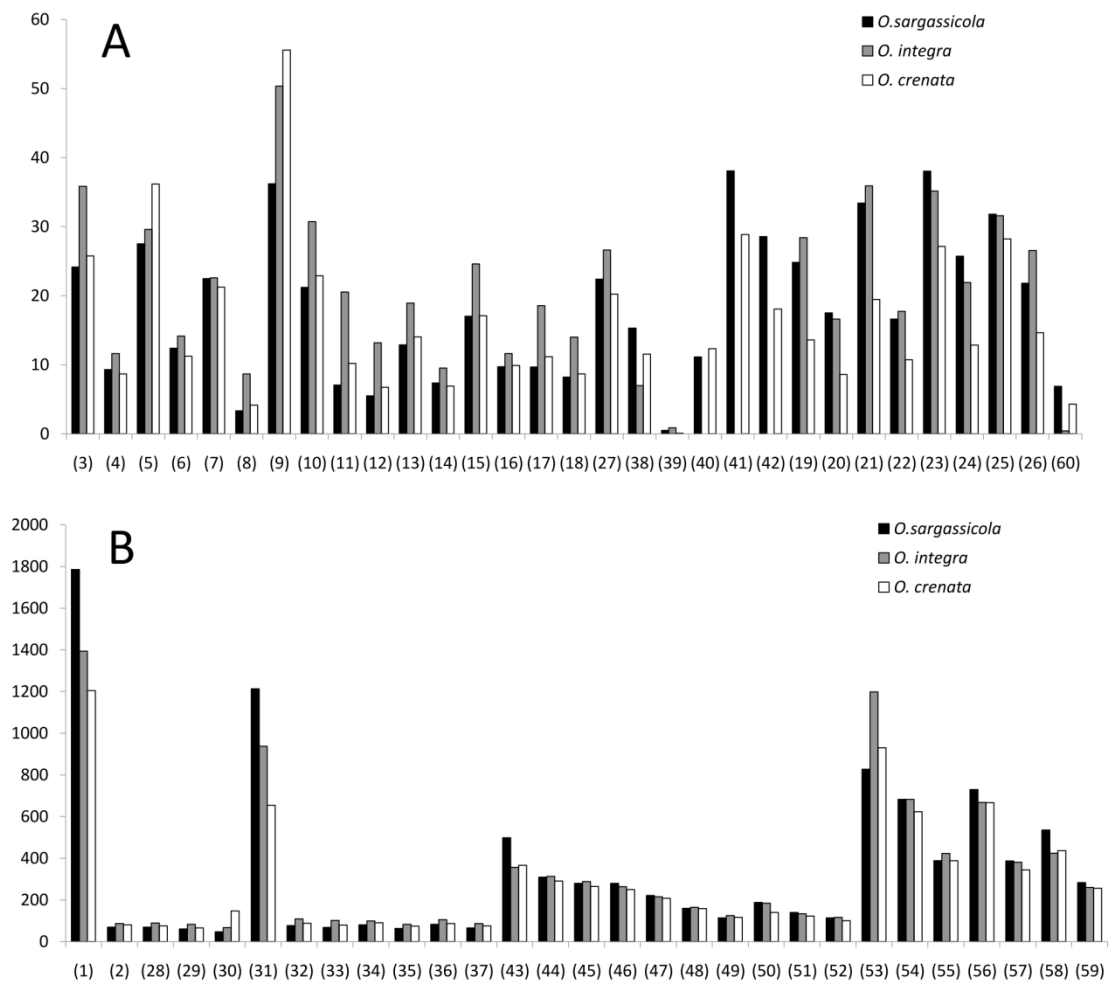 A
60
50
40
30
20
10
0
O.sargassicola
O. integra
O. crenata
(3) (4) (5) (6) (7) (8) (9) (10) (11) (12) (13) (14) (15) (16) (17) (18) (27) (38) (39) (40) (41) (42) (19) (20) (21) (22) (23) (24) (25) (26) (60)
B
2000
1800
1600
1400
1200
1000
800
600
400
200
0
O.sargassicola
O. integra
O. crenata
(1) (2) (28) (29) (30) (31) (32) (33) (34) (35) (36) (37) (43) (44) (45) (46) (47) (48) (49) (50) (51) (52) (53) (54) (55) (56) (57) (58) (59)